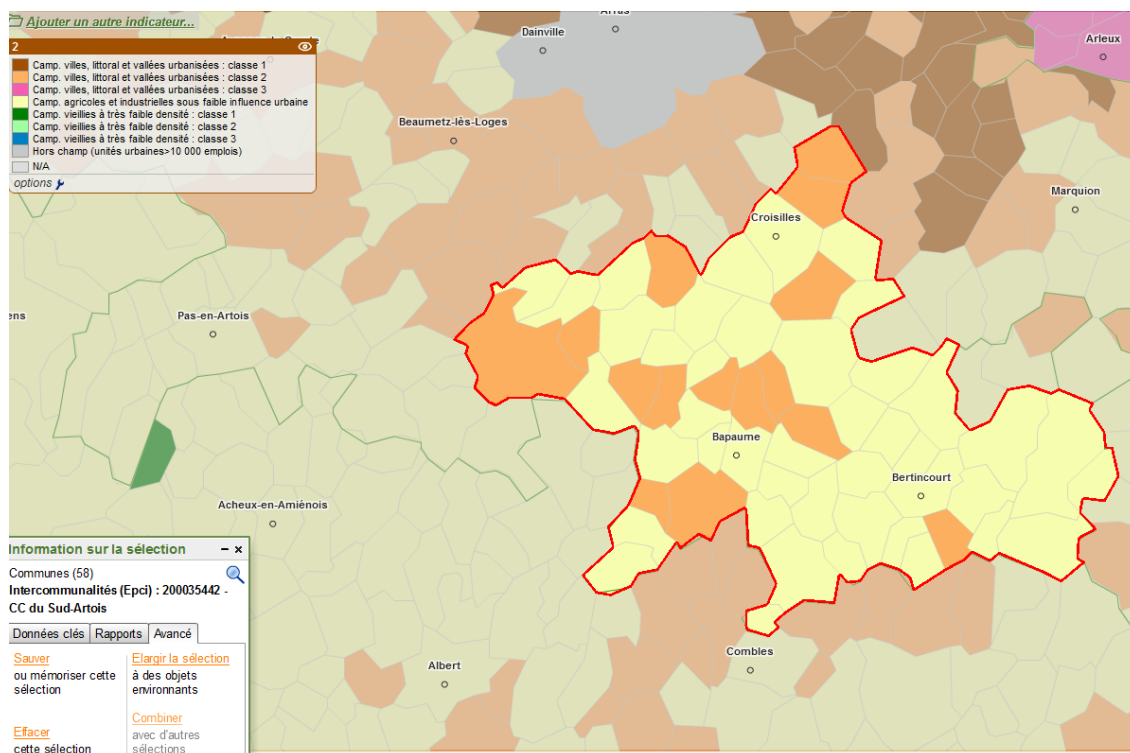 Ajouter un autre indicateur...
2
Camp. villes, littoral et vallées urbanisées : classe 1
Camp. villes, littoral et vallées urbanisées : classe 2
Camp. villes, littoral et vallées urbanisées : classe 3
Camp. agricoles et industrielles sous faible influence urbaine
Camp. vieillies à très faible densité : classe 1
Camp. vieillies à très faible densité : classe 2
Camp. vieillies à très faible densité : classe 3
Hors champ (unités urbaines>10 000 emplois)
N/A
options
Arras
Dainville
Arleux
Beaumetz-lès-Loges
Marquion
Croisilles
Pas-en-Artois
Bapaume
Bertincourt
Acheux-en-Amiénois
Combles
Albert
Information sur la sélection
Communes (58)
Intercommunalités (Epci) : 200035442 -
CC du Sud-Artois
Données clés
Rapports
Avancé
Sauver
ou mémoriser cette
sélection
Elargir la sélection
à des objets
environnants
Effacer
cette sélection
Combiner
avec d'autres
sélections